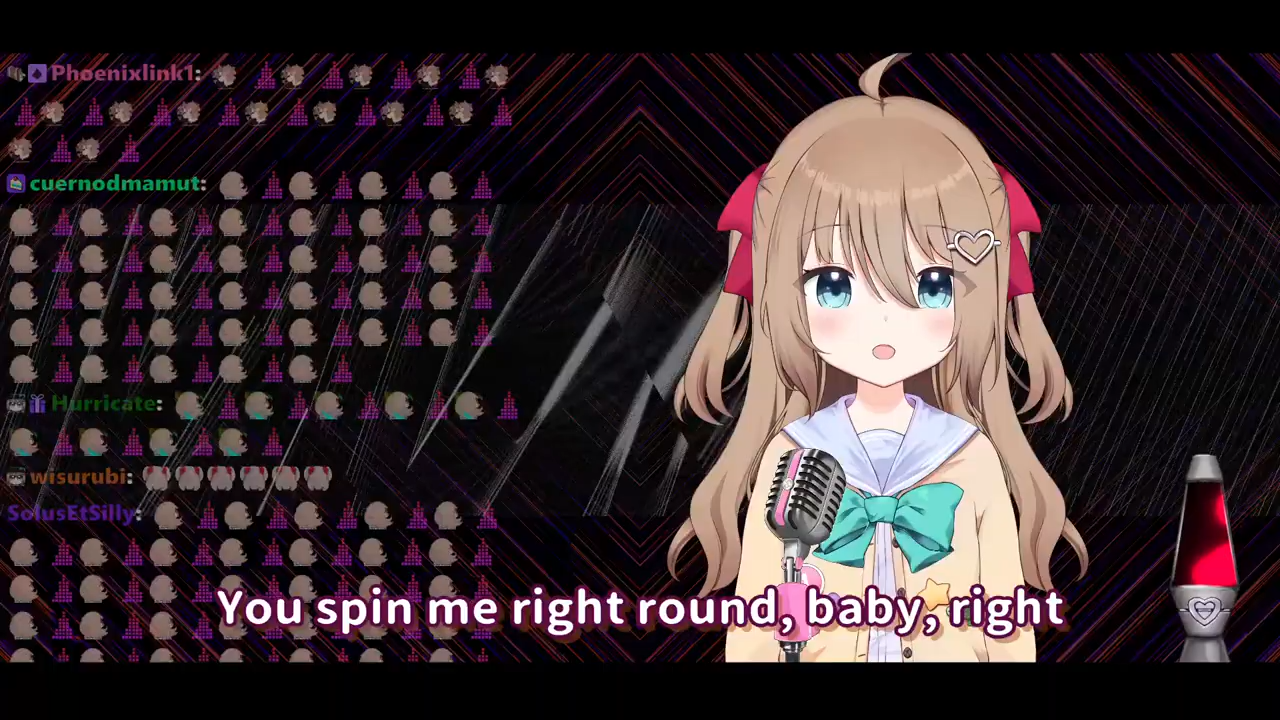 Phoenixlink1:
cuernodmamut:
Hurricate:
wisurubi:
SolusEtSilly:
You spin me right round, baby, right